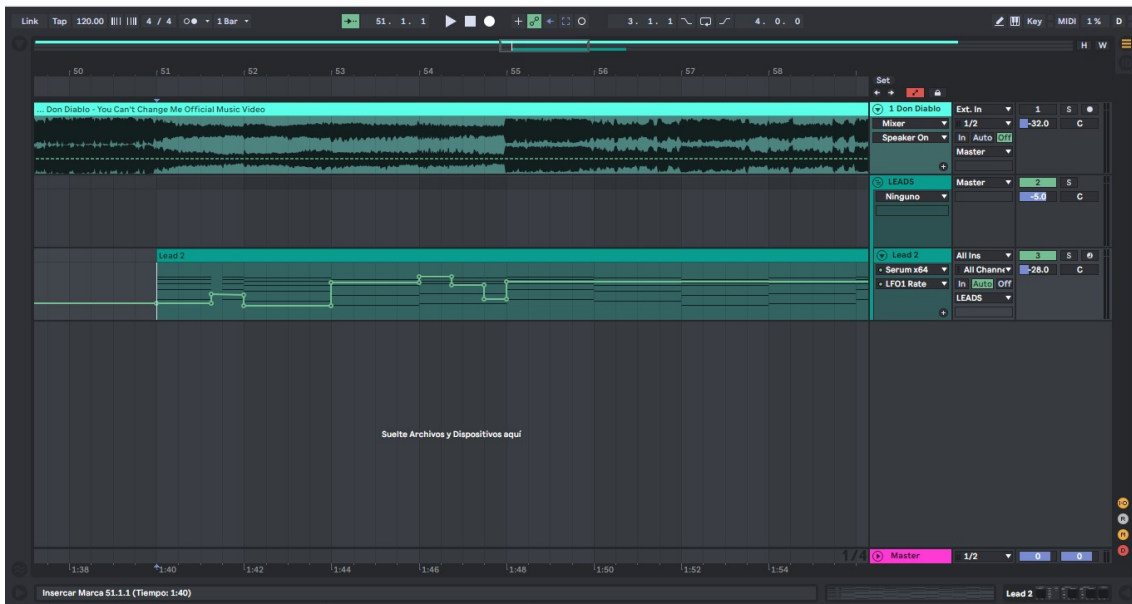 Link Tap 120.00 4 / 4 1 Bar 51. 1. 1 3. 1. 1 4. 0. 0 Key MIDI 1% D
H W
50 51 52 53 54 55 56 57 58
Set
... Don Diablo - You Can't Change Me Official Music Video
1 Don Diablo Ext. In 1 S
Mixer 1/2 -32.0 C
Speaker On In Auto Off
Master
LEADS Master 2 S
Ninguno -5.0 C
Lead 2
Lead 2 All Ins 3 S
Serum x64 All Channe -28.0 C
LFO1 Rate In Auto Off
LEADS
Suelte Archivos y Dispositivos aquí
I·O
R
R
D
1/4 Master 1/2 0 0
1:38 1:40 1:42 1:44 1:46 1:48 1:50 1:52 1:54
Insercar Marca 51.1.1 (Tiempo: 1:40) Lead 2